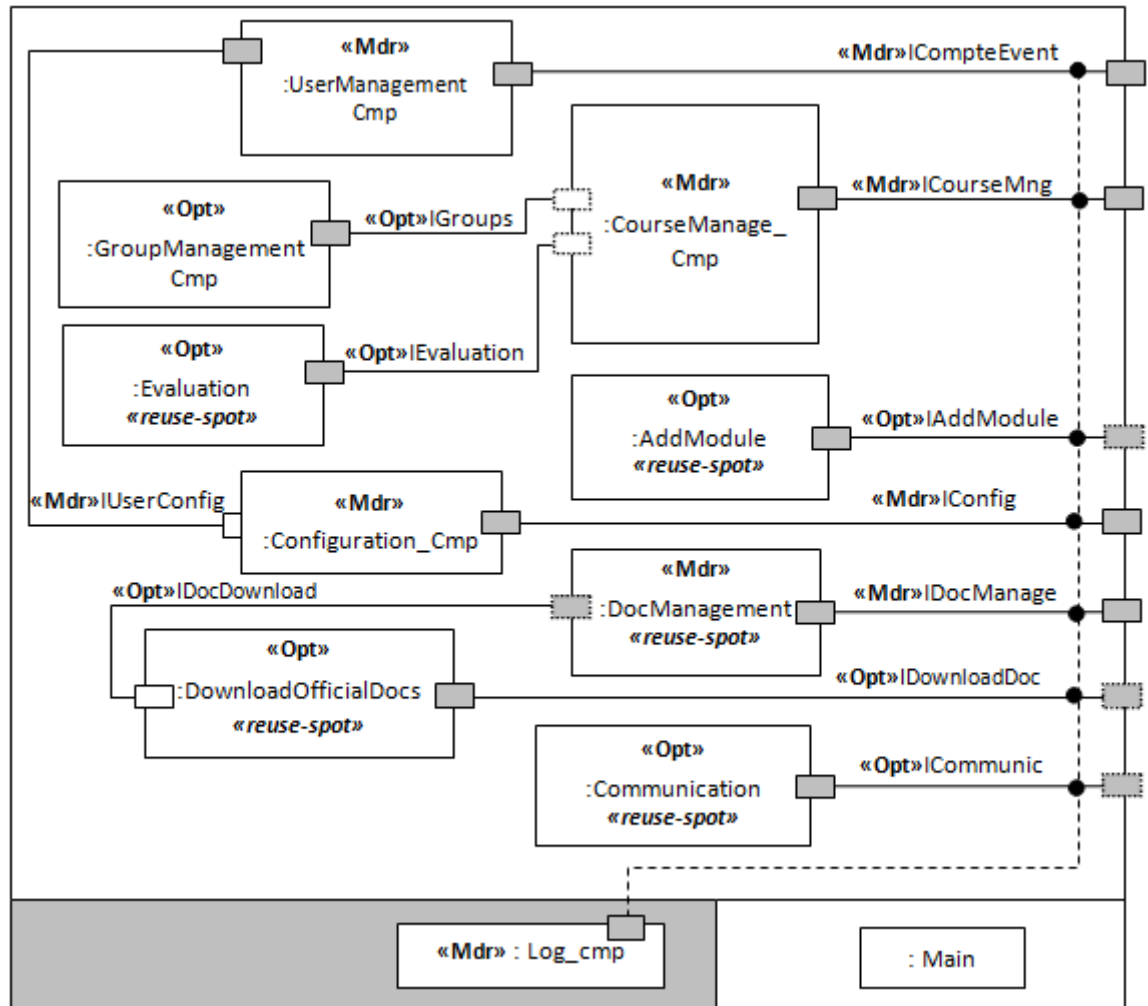 «Mdr»
:UserManagement
Cmp
«Mdr»ICompteEvent
«Opt»
:GroupManagement
Cmp
«Opt»IGroups
«Mdr»
:CourseManage_
Cmp
«Mdr»ICourseMng
«Opt»
:Evaluation
«reuse-spot»
«Opt»IEvaluation
«Opt»
:AddModule
«reuse-spot»
«Opt»IAddModule
«Mdr»IUserConfig
«Mdr»
:Configuration_Cmp
«Mdr»IConfig
«Opt»IDocDownload
«Mdr»
:DocManagement
«reuse-spot»
«Mdr»IDocManage
«Opt»
:DownloadOfficialDocs
«reuse-spot»
«Opt»IDownloadDoc
«Opt»
:Communication
«reuse-spot»
«Opt»ICommunic
«Mdr» : Log_cmp
: Main